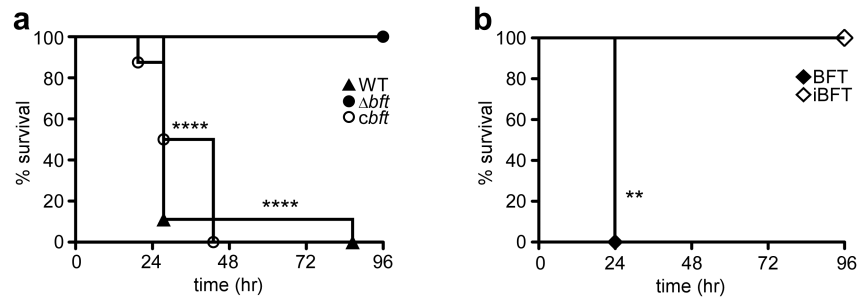 a
% survival
100
80
60
40
20
0
0 24 48 72 96
time (hr)
****
****
WT
Δbft
cbft
b
% survival
100
80
60
40
20
0
0 24 48 72 96
time (hr)
**
BFT
iBFT